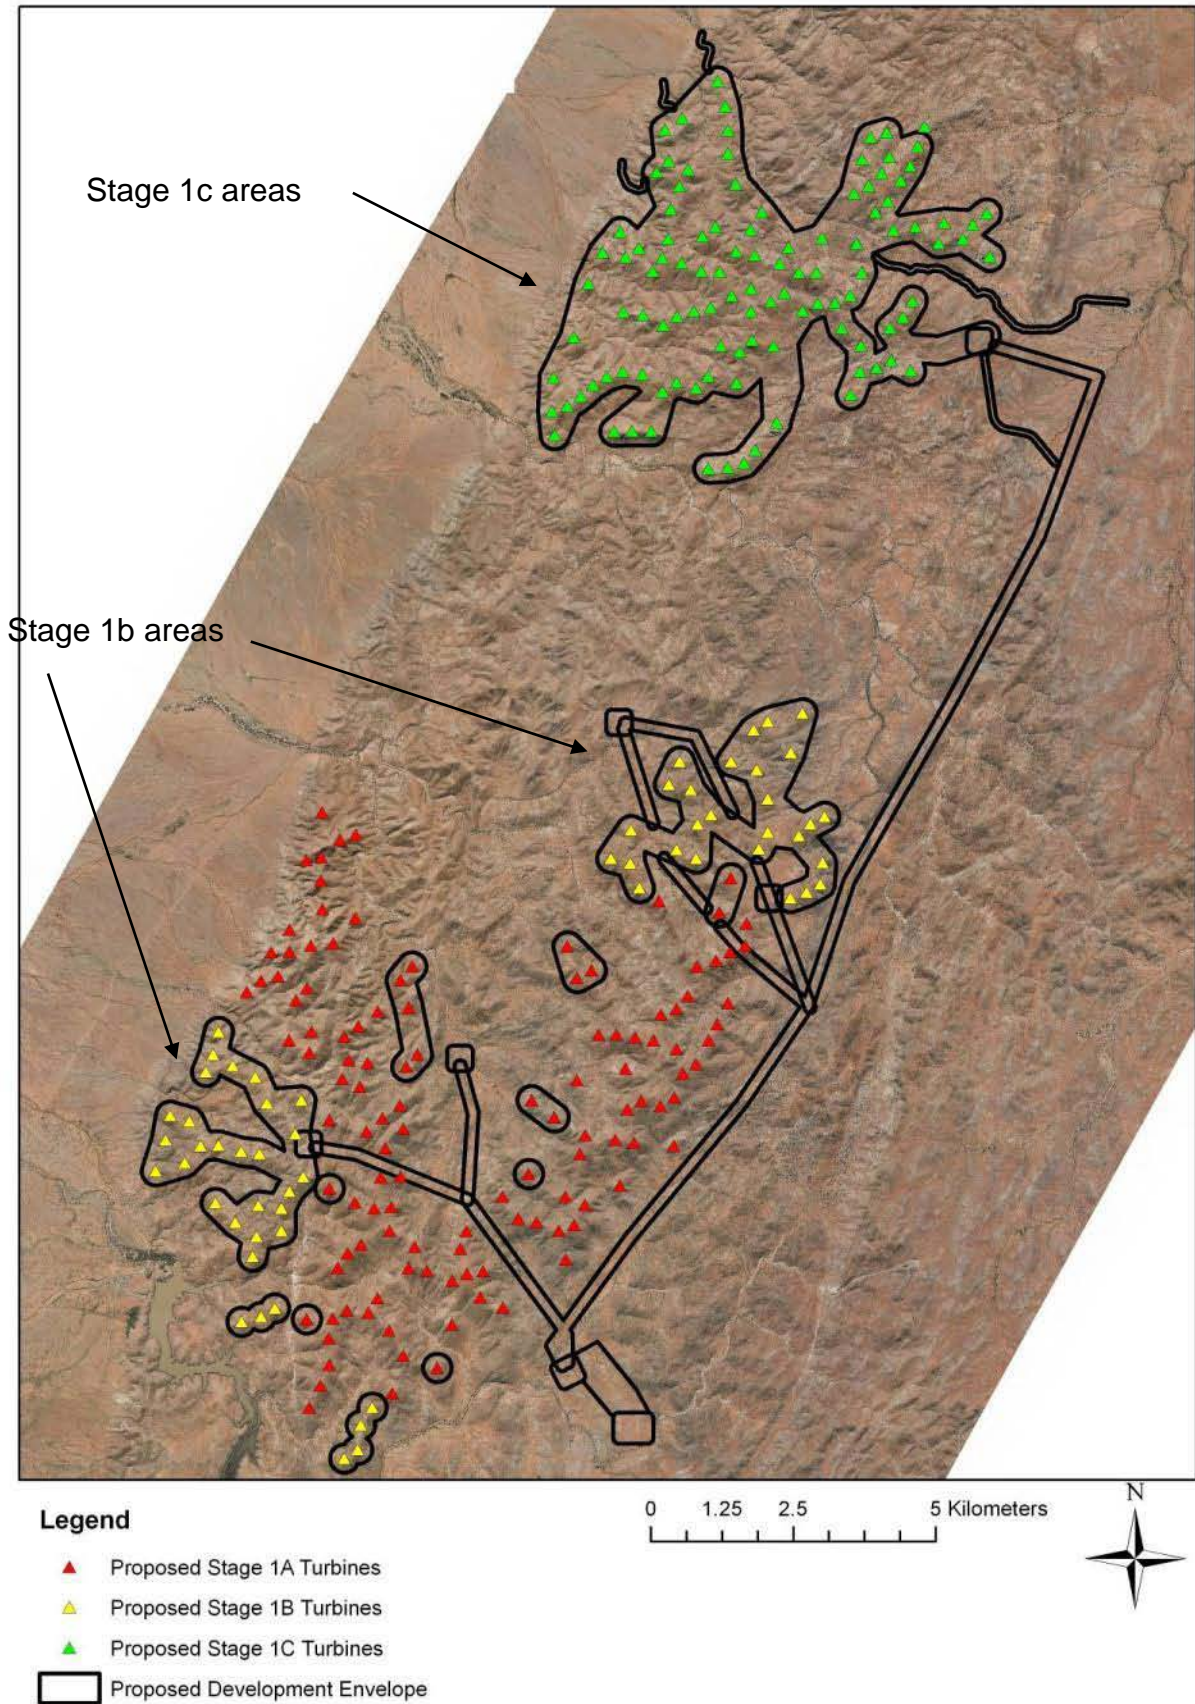 Stage 1c areas
Stage 1b areas
Legend
Proposed Stage 1A Turbines
Proposed Stage 1B Turbines
Proposed Stage 1C Turbines
Proposed Development Envelope
0 1.25 2.5 5 Kilometers
N